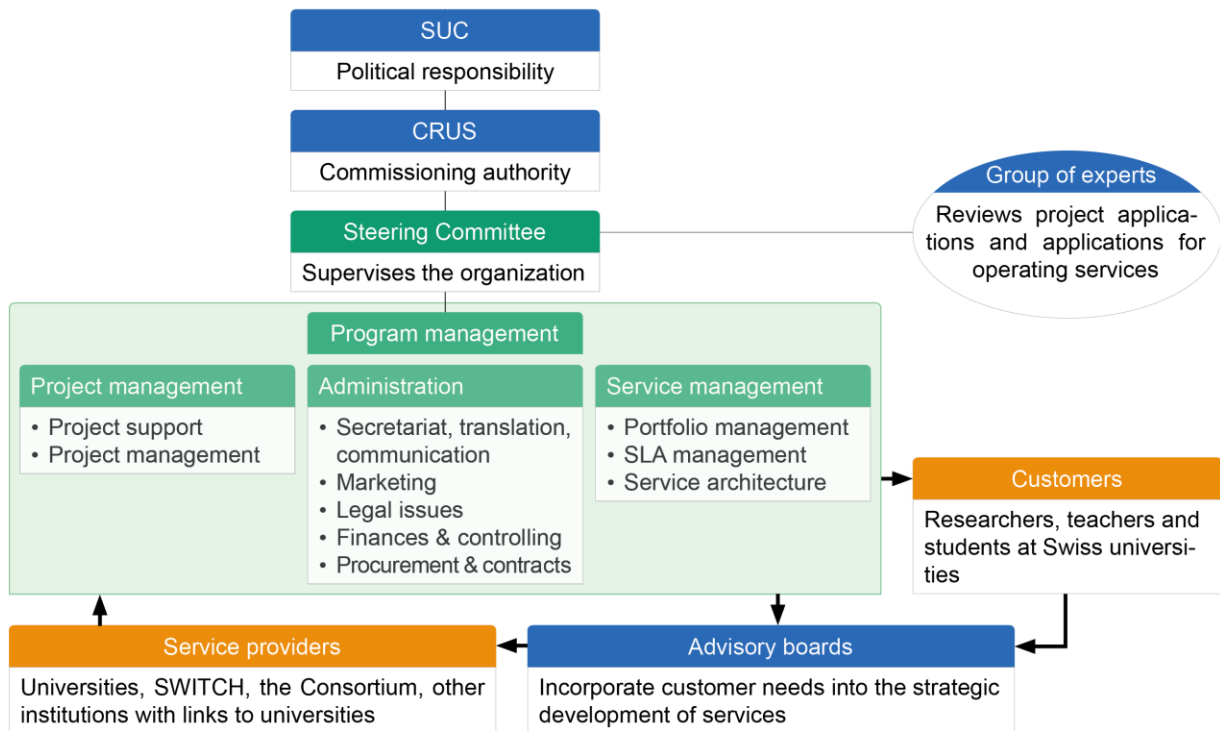 SUC
Political responsibility
CRUS
Commissioning authority
Group of experts
Reviews project applica-
tions and applications for
operating services
Steering Committee
Supervises the organization
Program management
Project management
• Project support
• Project management
Administration
• Secretariat, translation,
communication
• Marketing
• Legal issues
• Finances & controlling
• Procurement & contracts
Service management
• Portfolio management
• SLA management
• Service architecture
Customers
Researchers, teachers and
students at Swiss universi-
ties
Service providers
Universities, SWITCH, the Consortium, other
institutions with links to universities
Advisory boards
Incorporate customer needs into the strategic
development of services